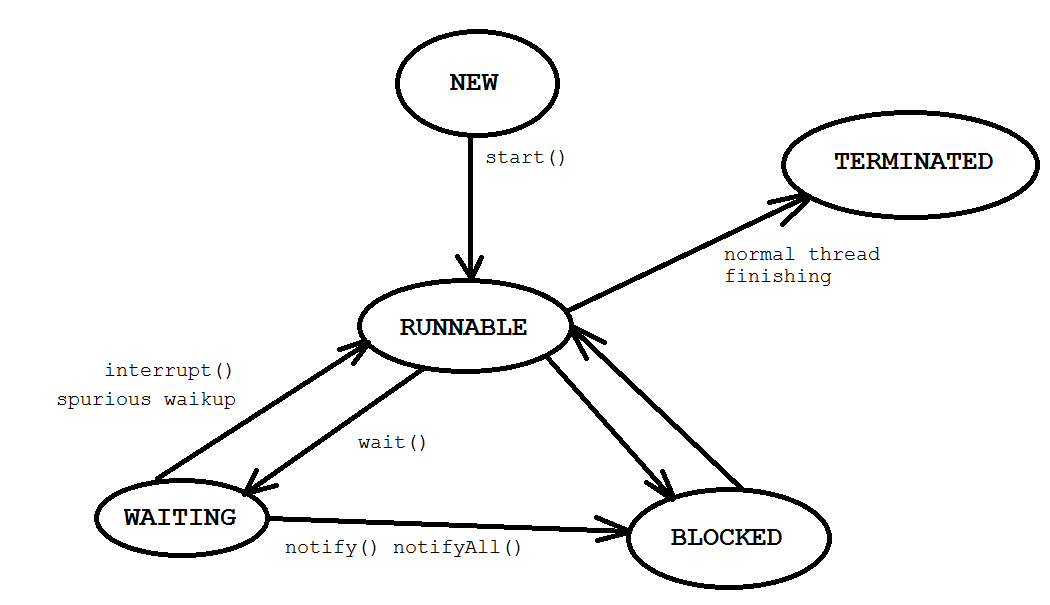 NEW
start()
TERMINATED
normal thread
finishing
RUNNABLE
interrupt()
spurious waikup
wait()
WAITING
notify() notifyAll()
BLOCKED